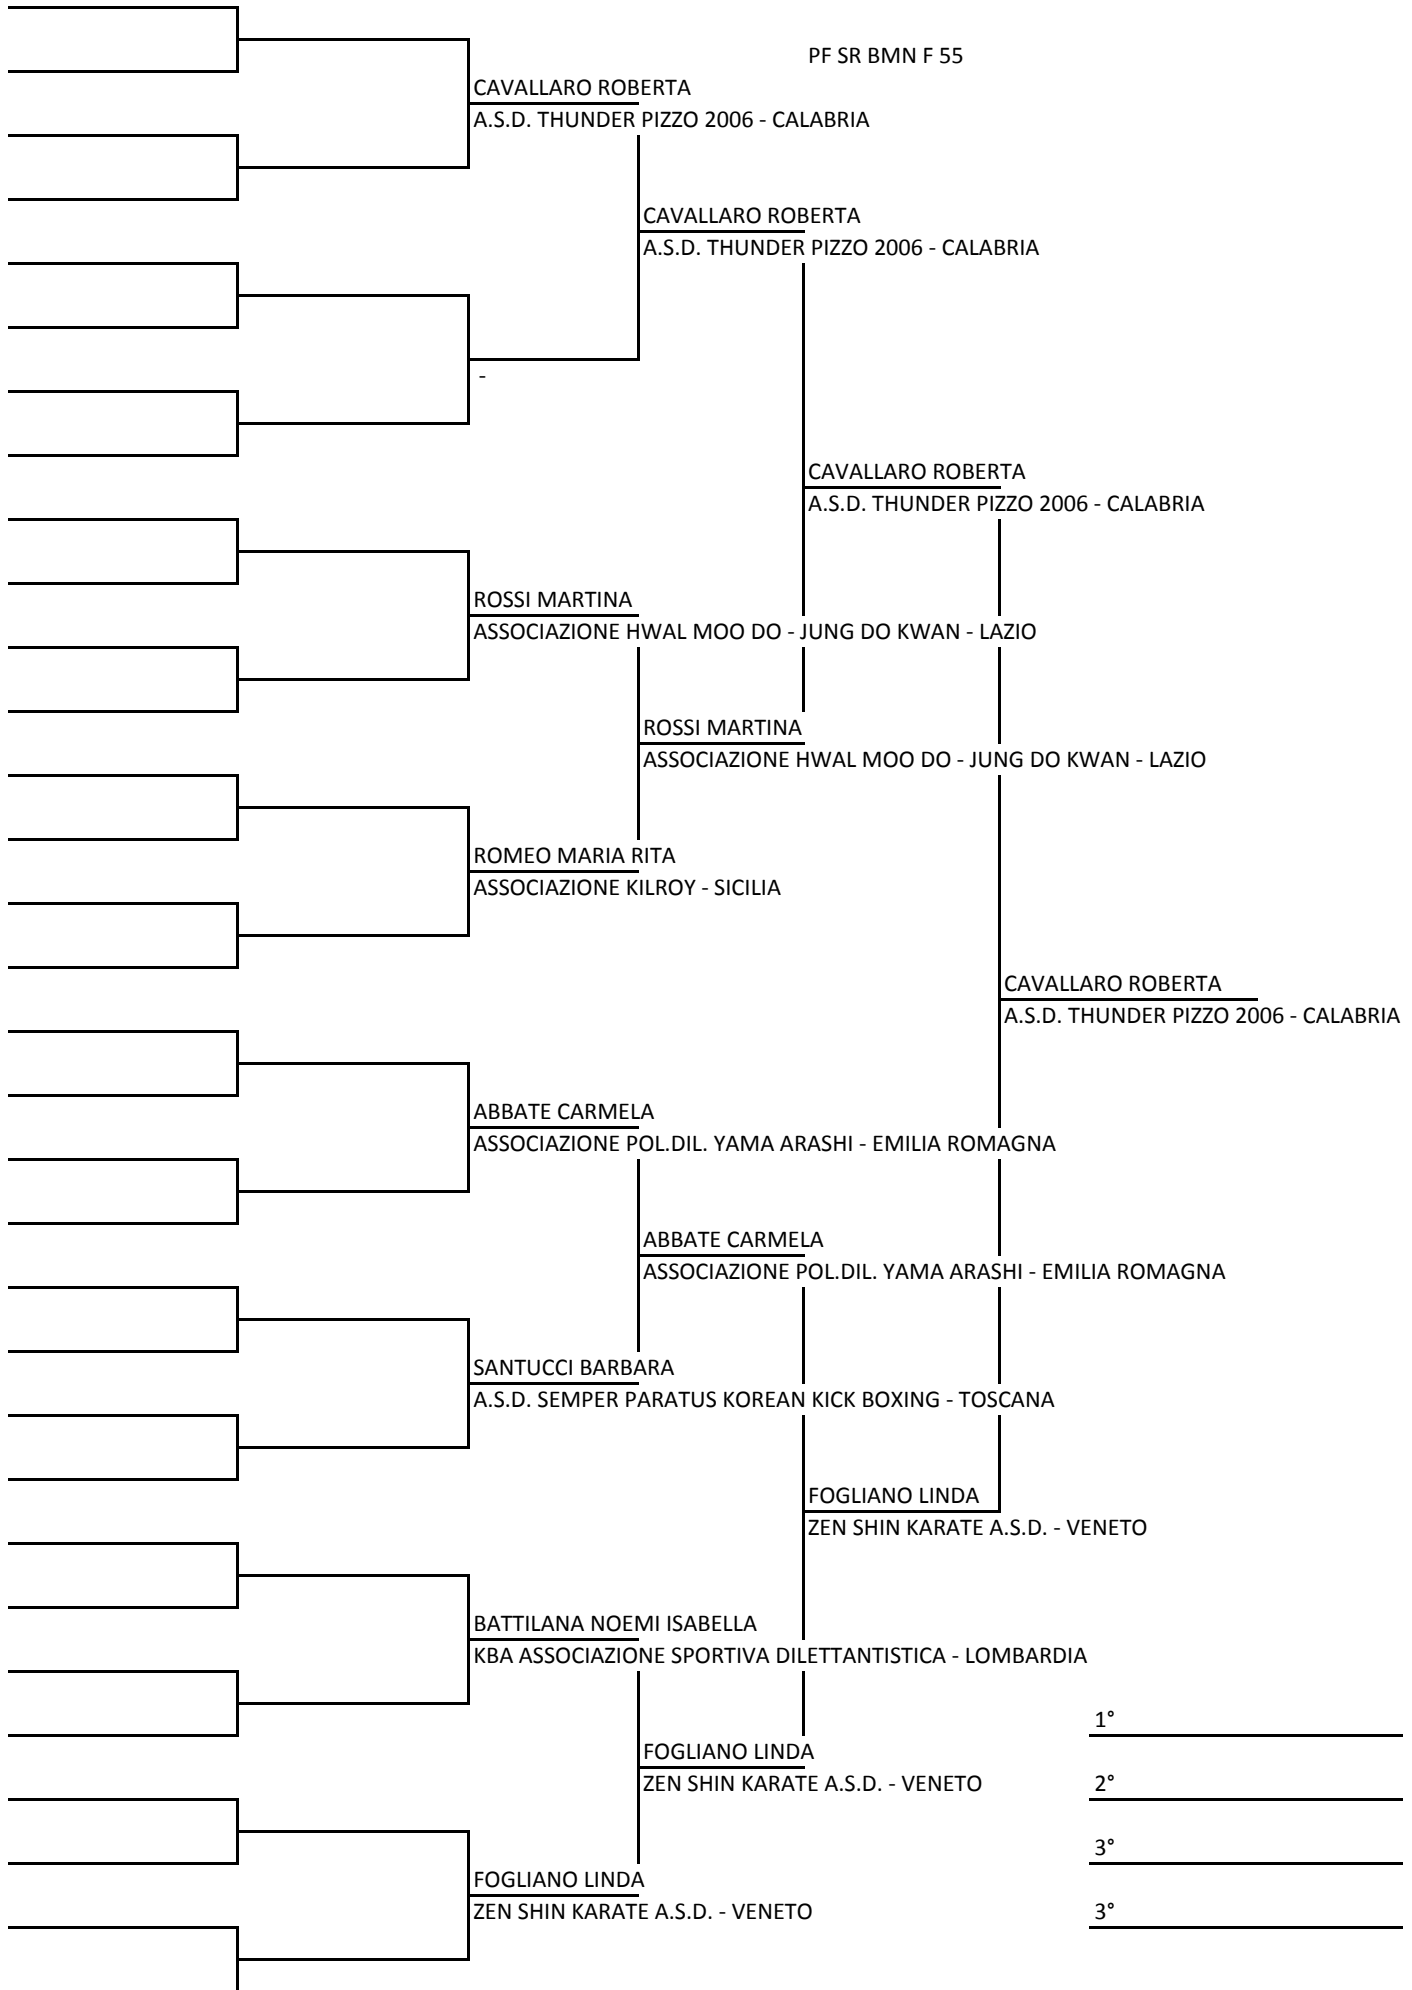 PF SR BMN F 55
CAVALLARO ROBERTA
A.S.D. THUNDER PIZZO 2006 - CALABRIA
CAVALLARO ROBERTA
A.S.D. THUNDER PIZZO 2006 - CALABRIA
-
CAVALLARO ROBERTA
A.S.D. THUNDER PIZZO 2006 - CALABRIA
ROSSI MARTINA
ASSOCIAZIONE HWAL MOO DO - JUNG DO KWAN - LAZIO
ROSSI MARTINA
ASSOCIAZIONE HWAL MOO DO - JUNG DO KWAN - LAZIO
ROMEO MARIA RITA
ASSOCIAZIONE KILROY - SICILIA
CAVALLARO ROBERTA
A.S.D. THUNDER PIZZO 2006 - CALABRIA
ABBATE CARMELA
ASSOCIAZIONE POL.DIL. YAMA ARASHI - EMILIA ROMAGNA
ABBATE CARMELA
ASSOCIAZIONE POL.DIL. YAMA ARASHI - EMILIA ROMAGNA
SANTUCCI BARBARA
A.S.D. SEMPER PARATUS KOREAN KICK BOXING - TOSCANA
FOGLIANO LINDA
ZEN SHIN KARATE A.S.D. - VENETO
BATTILANA NOEMI ISABELLA
KBA ASSOCIAZIONE SPORTIVA DILETTANTISTICA - LOMBARDIA
1°
FOGLIANO LINDA
ZEN SHIN KARATE A.S.D. - VENETO
2°
3°
FOGLIANO LINDA
ZEN SHIN KARATE A.S.D. - VENETO
3°